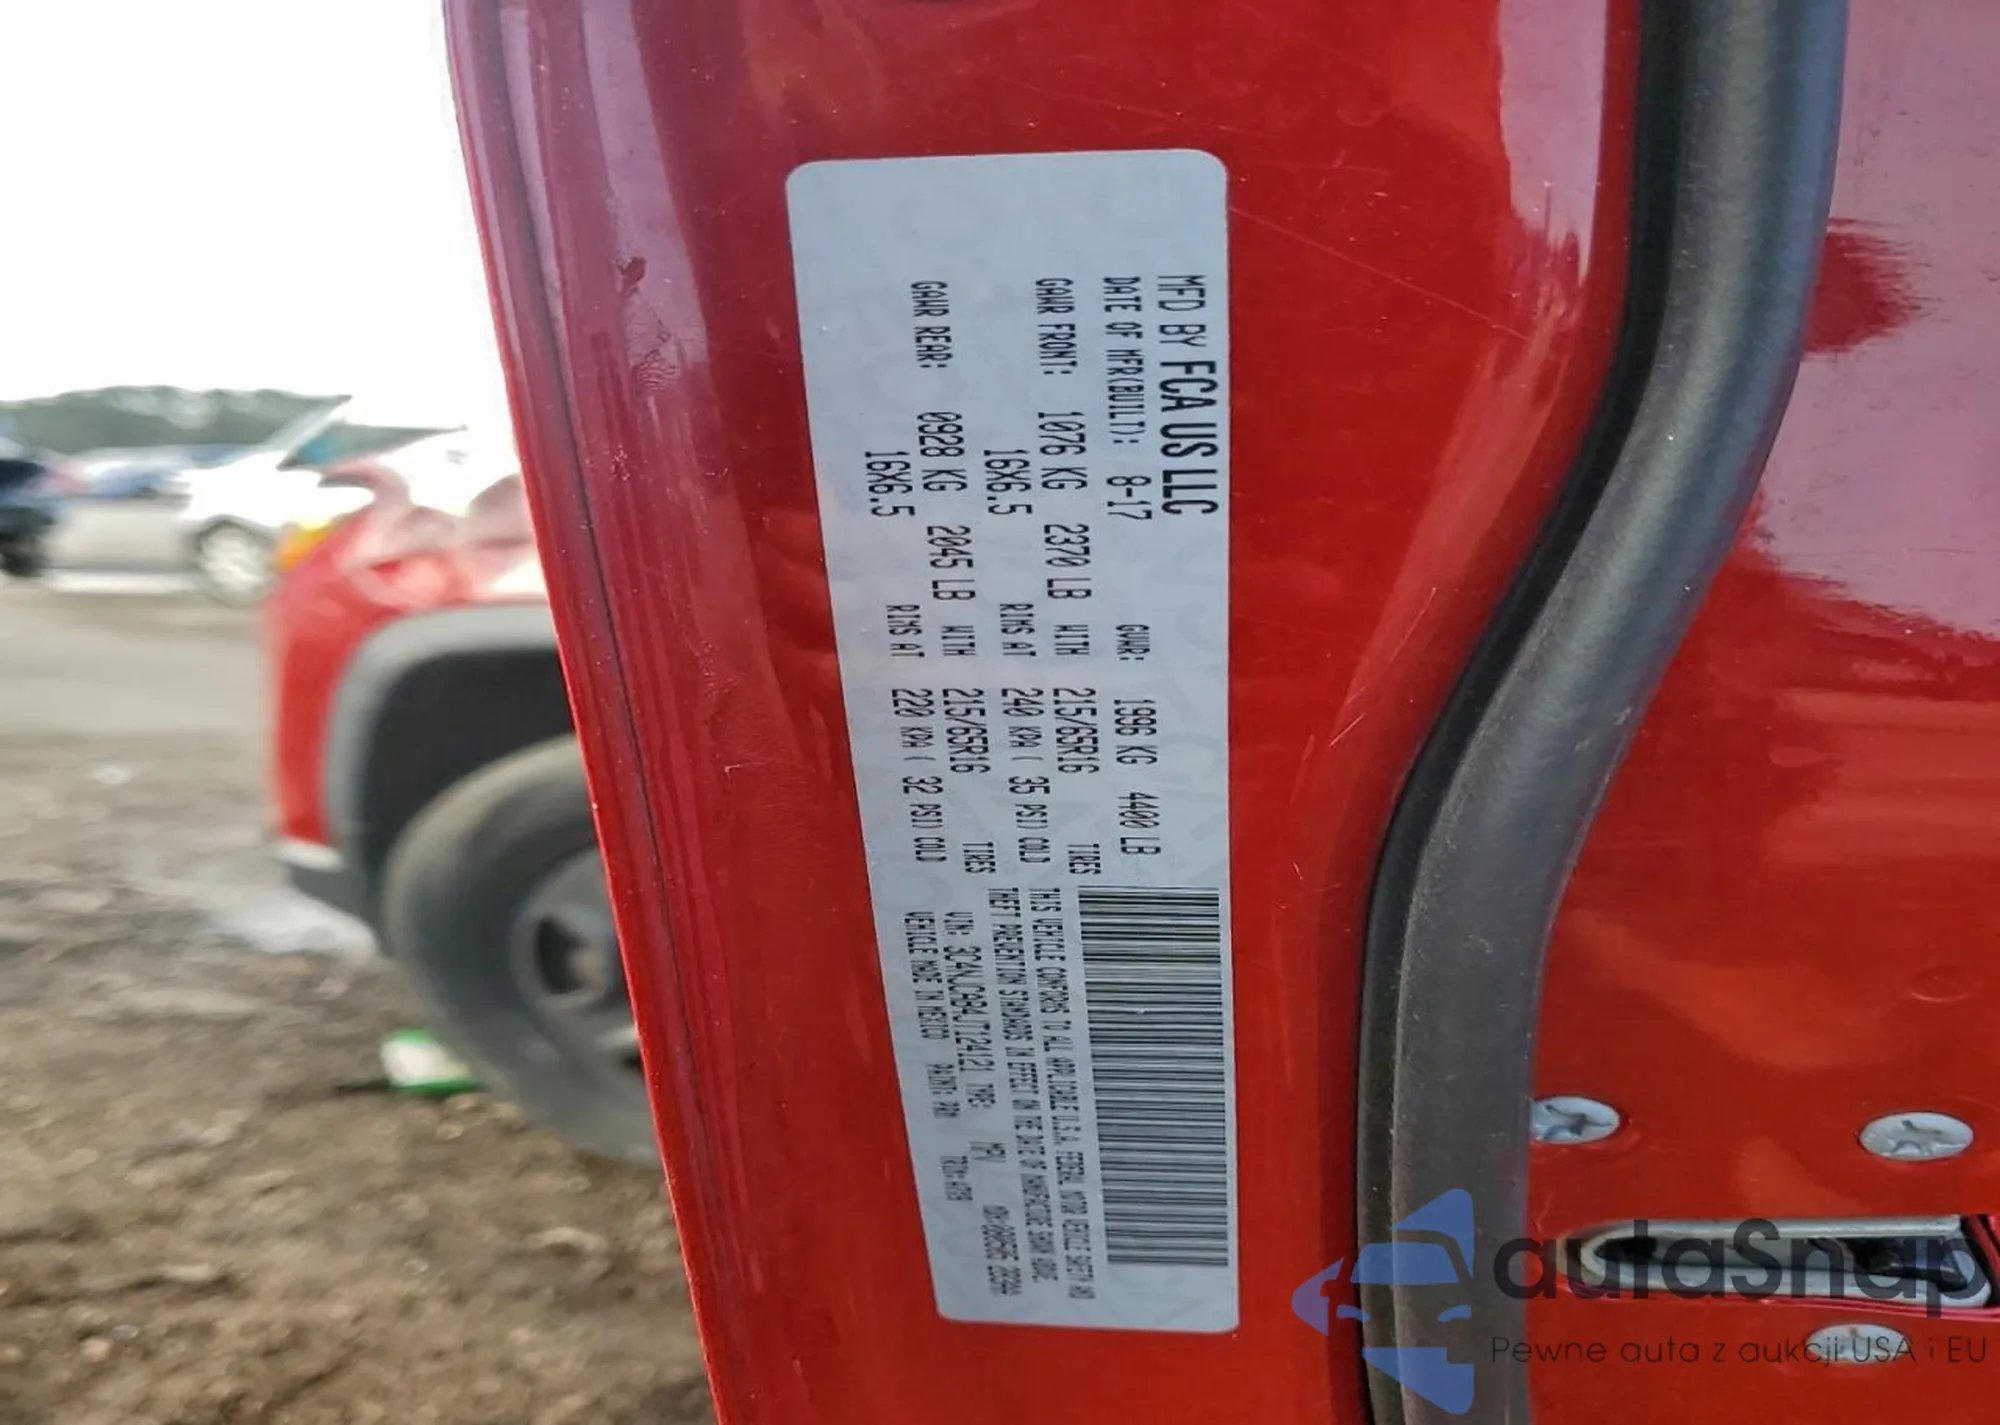 MFD BY FCA US LLC
DATE OF MFR(BUILT): 8-17 GVWR: 1996 KG 4400 LB
GAWR FRONT: 1076 KG 2370 LB WITH 215/65R16 TIRES
16X6.5 RIMS AT 240 KPA ( 35 PSI) COLD
GAWR REAR: 0928 KG 2045 LB WITH 215/65R16 TIRES
16X6.5 RIMS AT 220 KPA ( 32 PSI) COLD
THIS VEHICLE CONFORMS TO ALL APPLICABLE U.S.A. FEDERAL MOTOR VEHICLE SAFETY AND
THEFT PREVENTION STANDARDS IN EFFECT ON THE DATE OF MANUFACTURE SHOWN ABOVE.
VIN: 3C4NJCAB4JT124121 TYPE: MPV
VEHICLE MADE IN MEXICO PAINT: TRIM:
autoSnap
Pewne auta z aukcji USA i EU